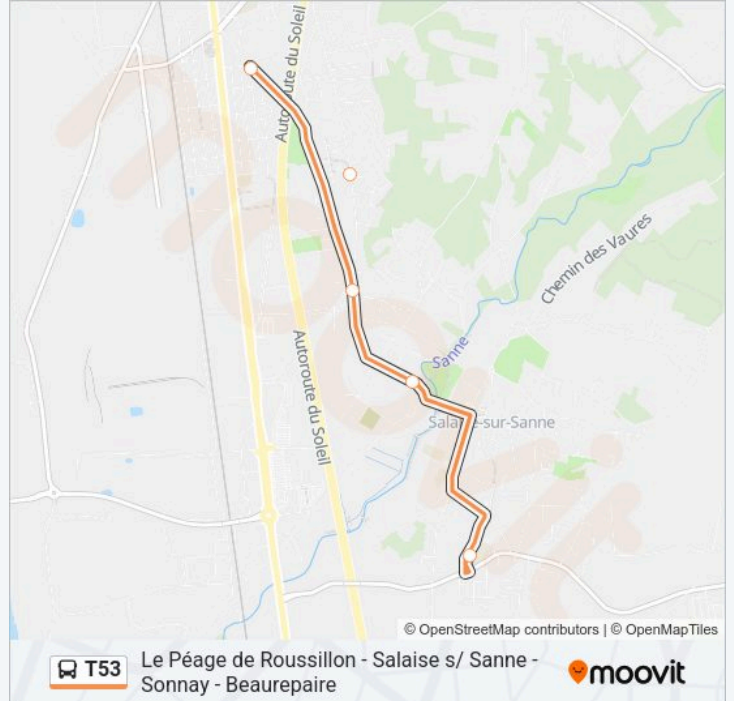 Autoroute du Soleil
Chemin des Vaures
Sanne
Autoroute du Soleil
Salaise-sur-Sanne
© OpenStreetMap contributors | © OpenMapTiles
T53
Le Péage de Roussillon - Salaise s/ Sanne -
Sonnay - Beaurepaire
moovit